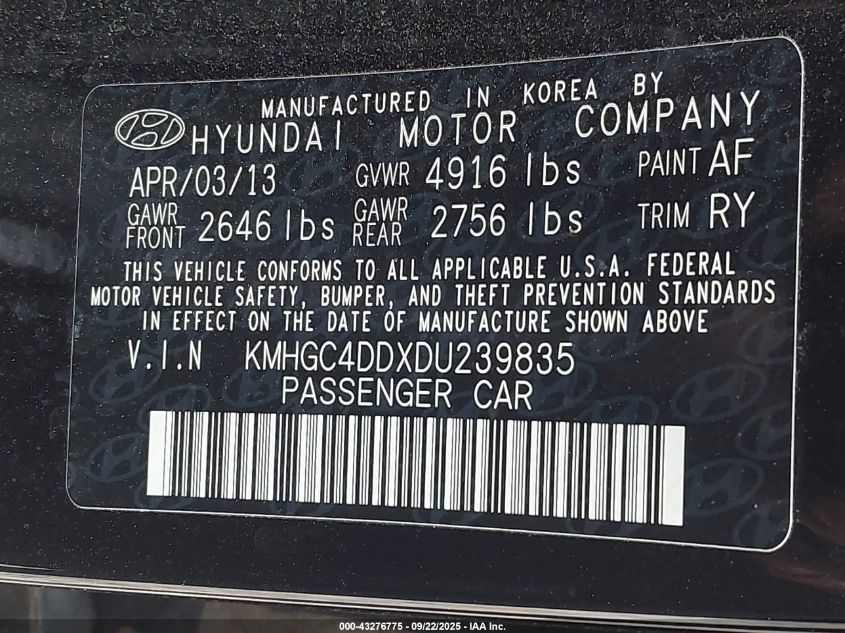 MANUFACTURED IN KOREA BY
HYUNDAI MOTOR COMPANY
APR/03/13 GVWR 4916 lbs PAINT AF
GAWR FRONT 2646 lbs GAWR REAR 2756 lbs TRIM RY
THIS VEHICLE CONFORMS TO ALL APPLICABLE U.S.A. FEDERAL
MOTOR VEHICLE SAFETY, BUMPER, AND THEFT PREVENTION STANDARDS
IN EFFECT ON THE DATE OF MANUFACTURE SHOWN ABOVE
V.I.N KMHGC4DDXDU239835
PASSENGER CAR
000-43276775 - 09/22/2025 - IAA Inc.